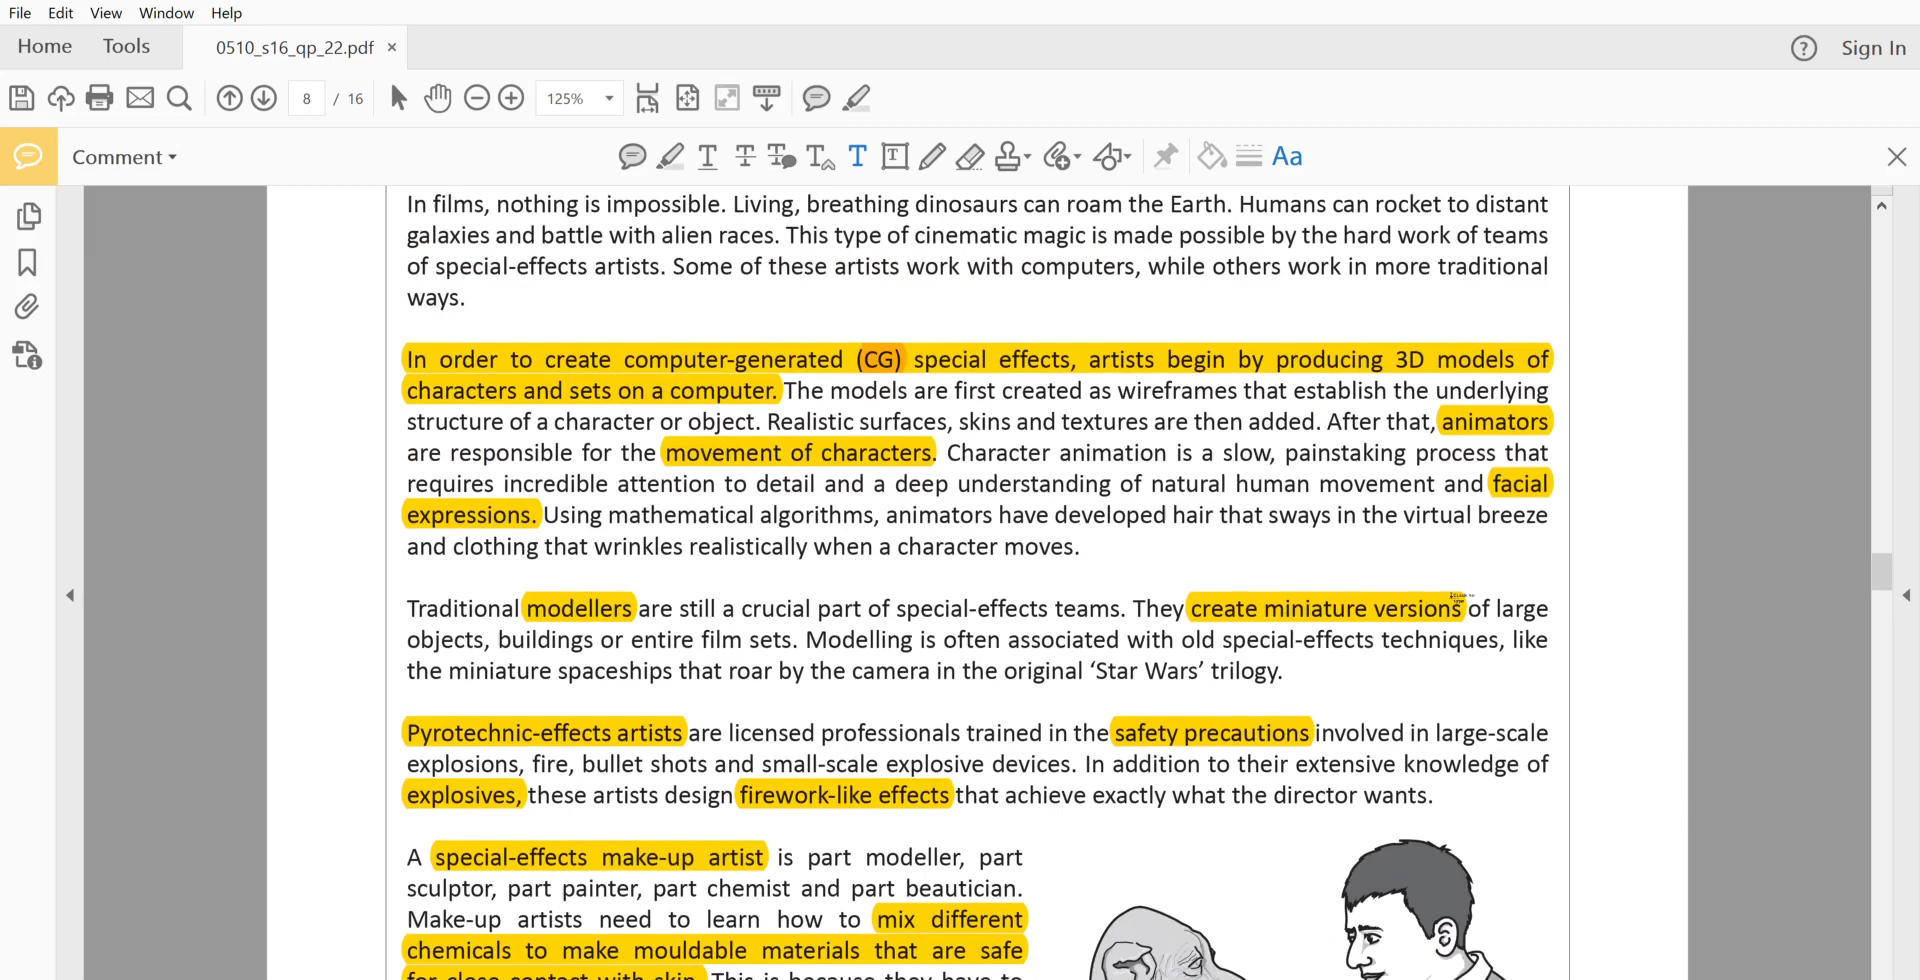 File Edit View Window Help
Home Tools 0510_s16_qp_22.pdf × ? Sign In
8 / 16 125%
Comment Aa
In films, nothing is impossible. Living, breathing dinosaurs can roam the Earth. Humans can rocket to distant
galaxies and battle with alien races. This type of cinematic magic is made possible by the hard work of teams
of special-effects artists. Some of these artists work with computers, while others work in more traditional
ways.
In order to create computer-generated (CG) special effects, artists begin by producing 3D models of
characters and sets on a computer. The models are first created as wireframes that establish the underlying
structure of a character or object. Realistic surfaces, skins and textures are then added. After that, animators
are responsible for the movement of characters. Character animation is a slow, painstaking process that
requires incredible attention to detail and a deep understanding of natural human movement and facial
expressions. Using mathematical algorithms, animators have developed hair that sways in the virtual breeze
and clothing that wrinkles realistically when a character moves.
Traditional modellers are still a crucial part of special-effects teams. They create miniature versions of large
objects, buildings or entire film sets. Modelling is often associated with old special-effects techniques, like
the miniature spaceships that roar by the camera in the original ‘Star Wars’ trilogy.
Pyrotechnic-effects artists are licensed professionals trained in the safety precautions involved in large-scale
explosions, fire, bullet shots and small-scale explosive devices. In addition to their extensive knowledge of
explosives, these artists design firework-like effects that achieve exactly what the director wants.
A special-effects make-up artist is part modeller, part
sculptor, part painter, part chemist and part beautician.
Make-up artists need to learn how to mix different
chemicals to make mouldable materials that are safe
for close contact with skin. This is because they have to